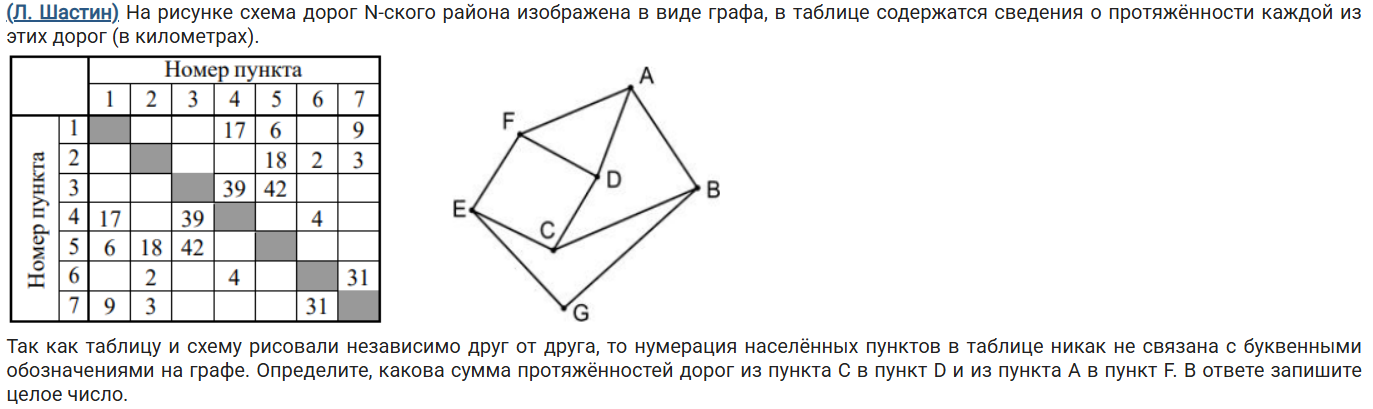 (Л. Шастин) На рисунке схема дорог N-ского района изображена в виде графа, в таблице содержатся сведения о протяжённости каждой из
этих дорог (в километрах).
Номер пункта
1 2 3 4 5 6 7
Номер пункта
1 17 6 9
2 18 2 3
3 39 42
4 17 39 4
5 6 18 42
6 2 4 31
7 9 3 31
A
F
D
B
E
C
G
Так как таблицу и схему рисовали независимо друг от друга, то нумерация населённых пунктов в таблице никак не связана с буквенными
обозначениями на графе. Определите, какова сумма протяжённостей дорог из пункта C в пункт D и из пункта A в пункт F. В ответе запишите
целое число.